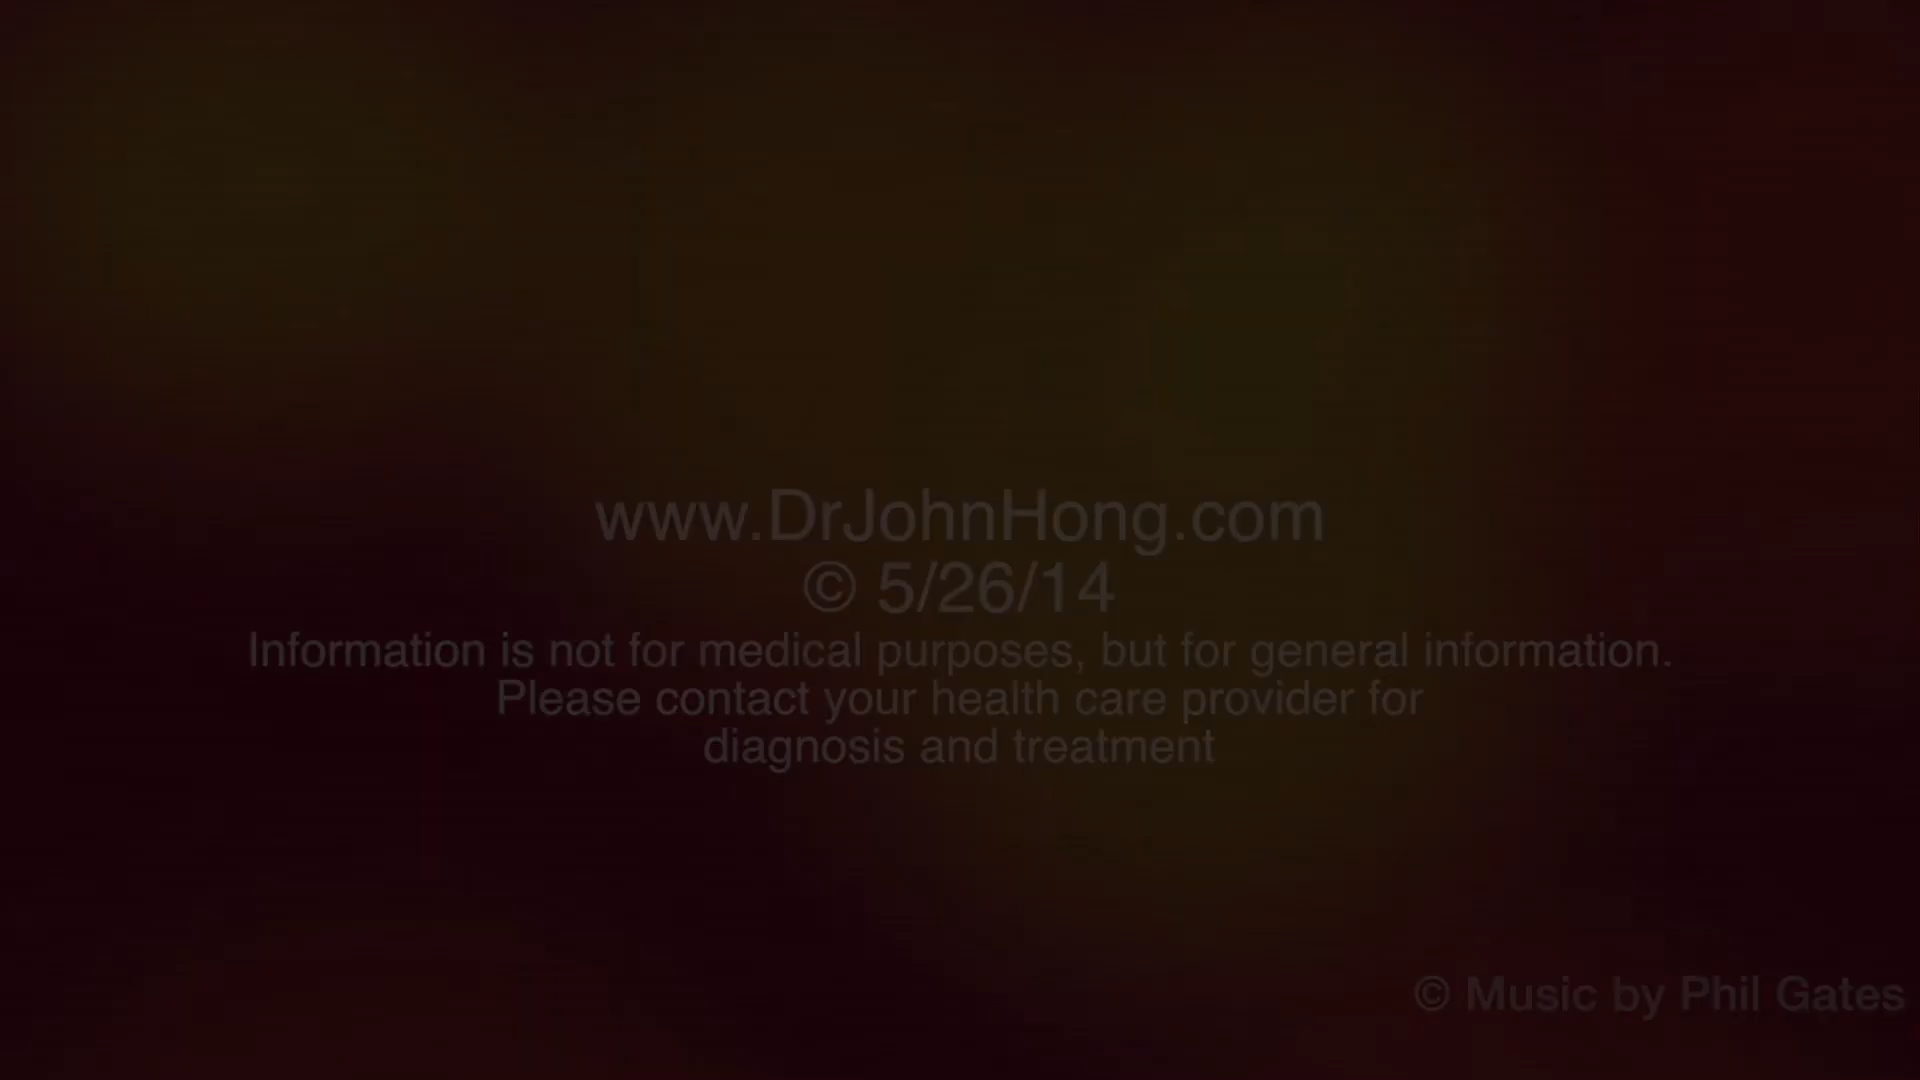 www.DrJohnHong.com
© 5/26/14
Information is not for medical purposes, but for general information.
Please contact your health care provider for
diagnosis and treatment
© Music by Phil Gates